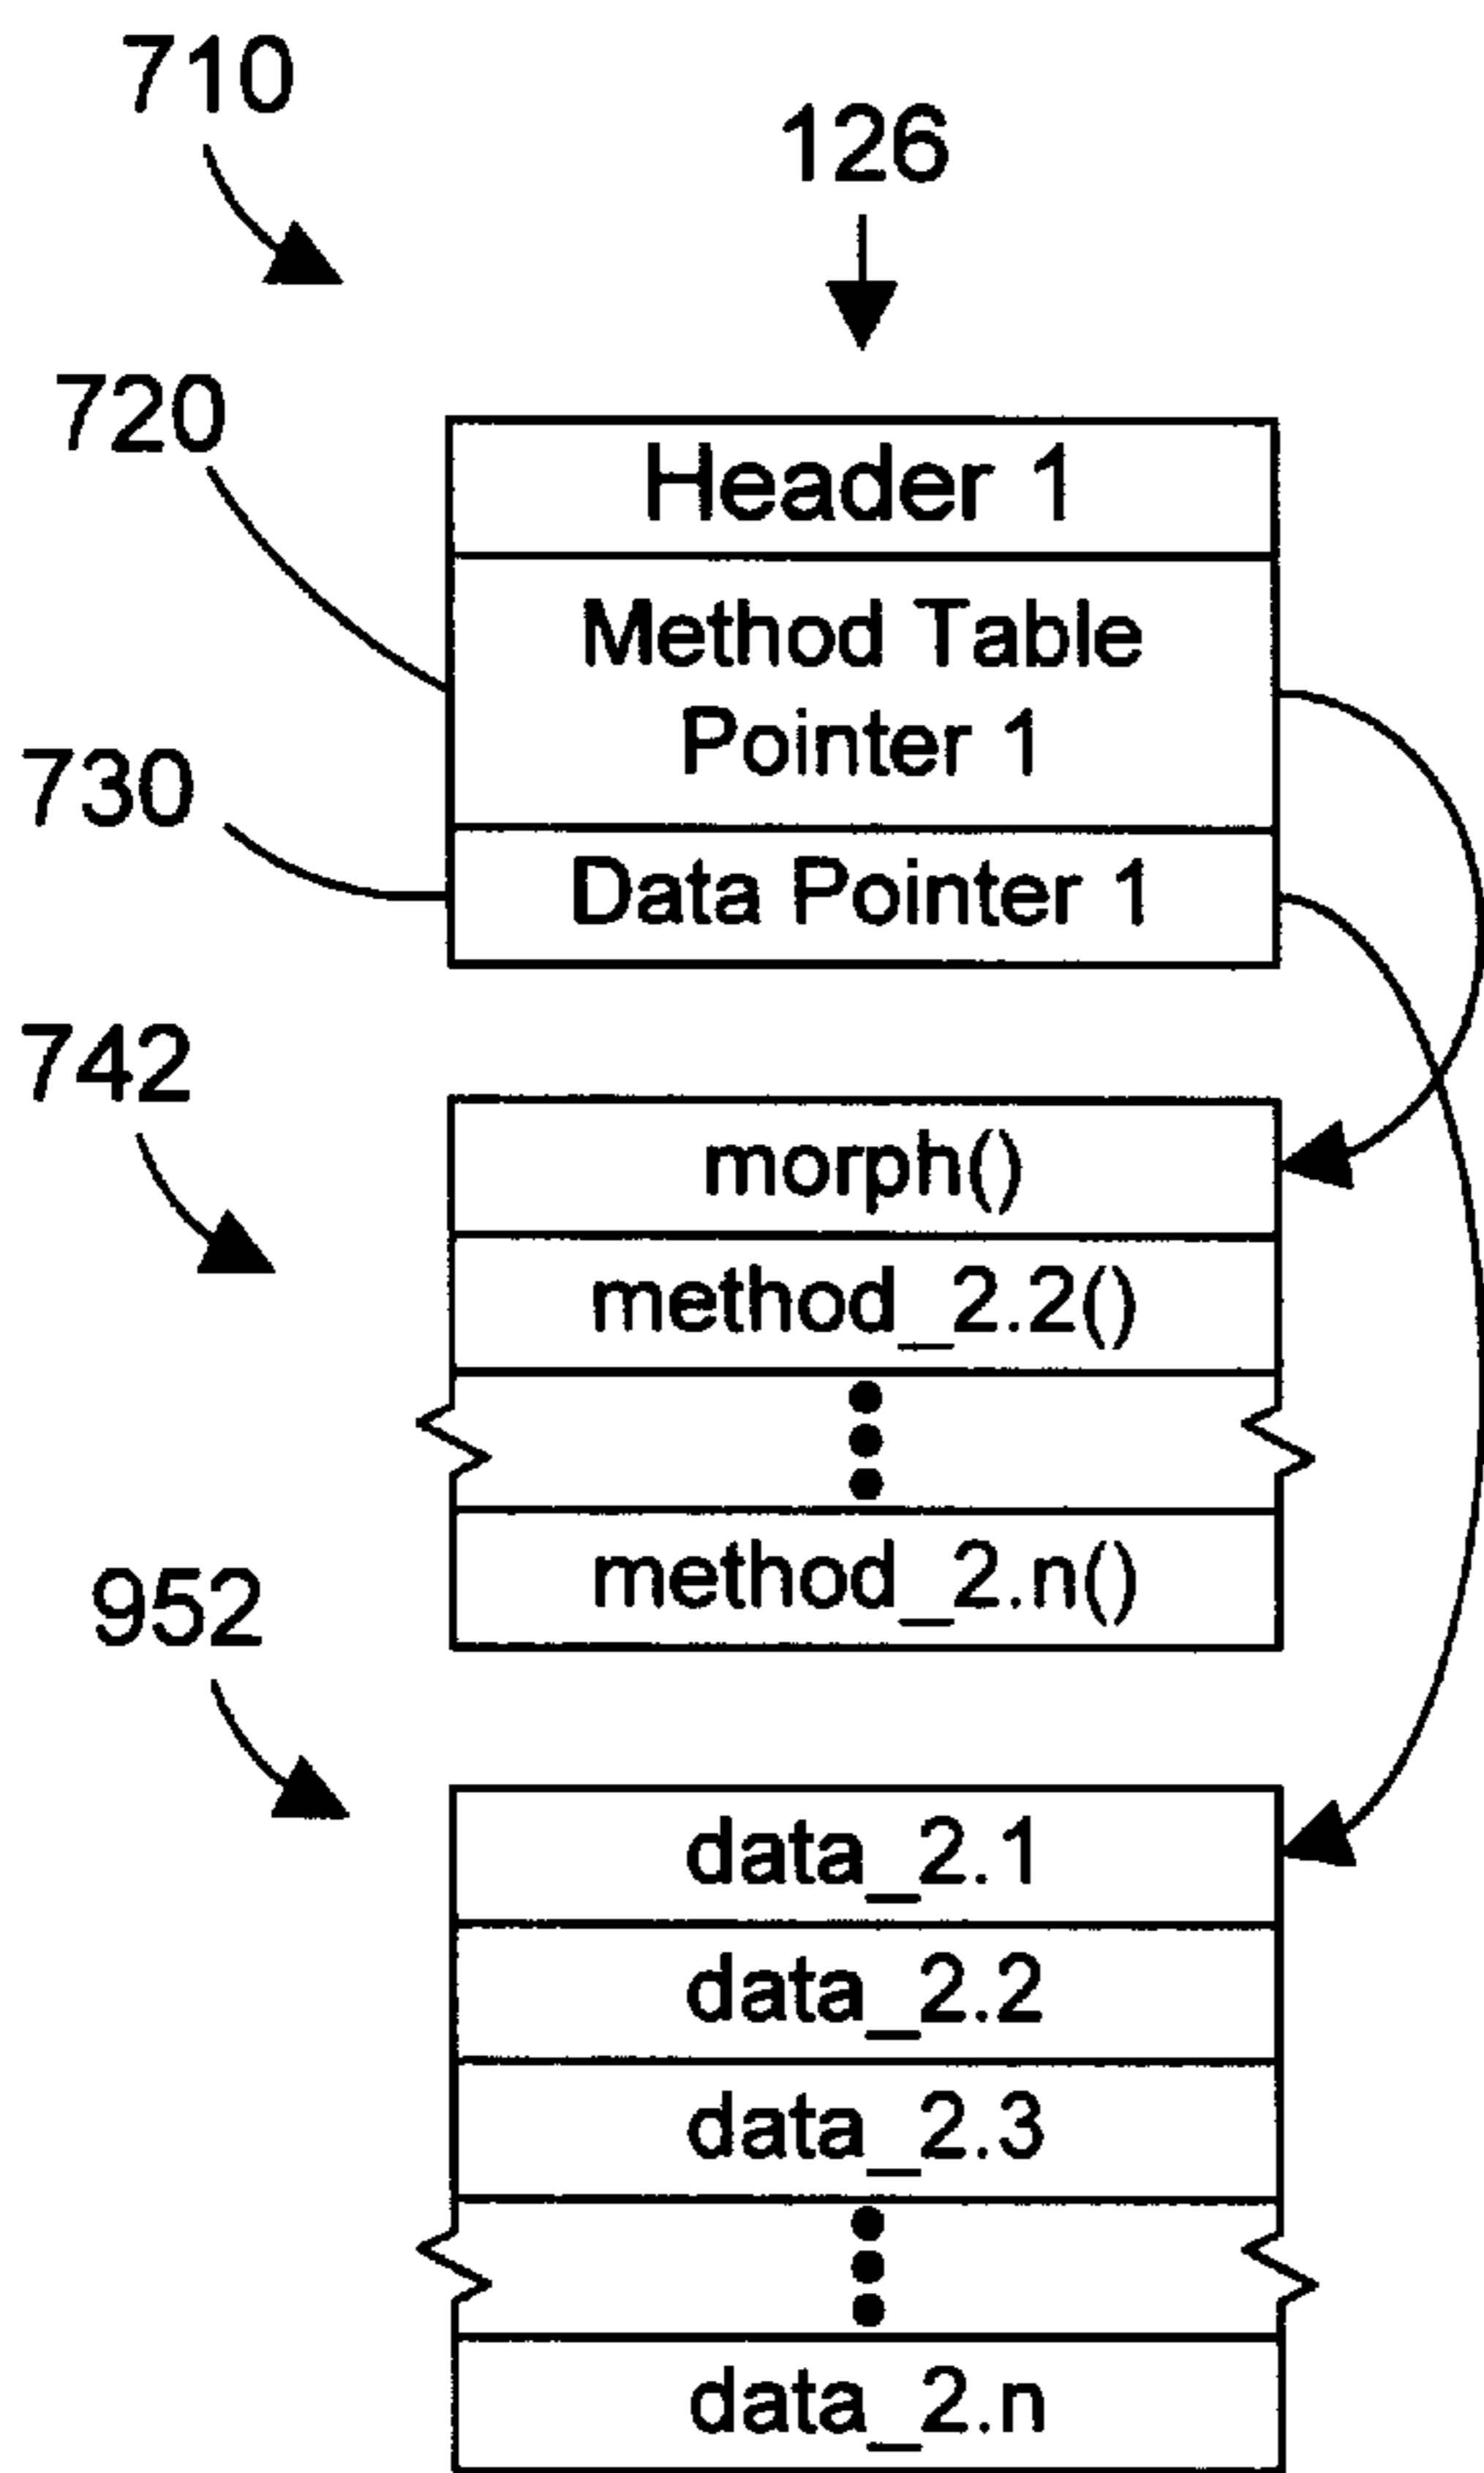 710
126
720
Header 1
Method Table
Pointer 1
730
Data Pointer 1
742
morph()
method_2.2()
method_2.n()
952
data_2.1
data_2.2
data_2.3
data_2.n